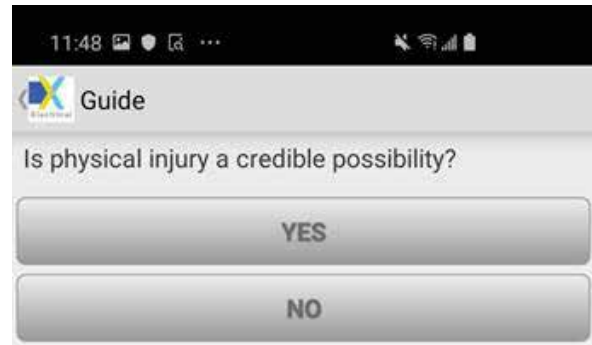 11:48
Guide
Is physical injury a credible possibility?
YES
NO